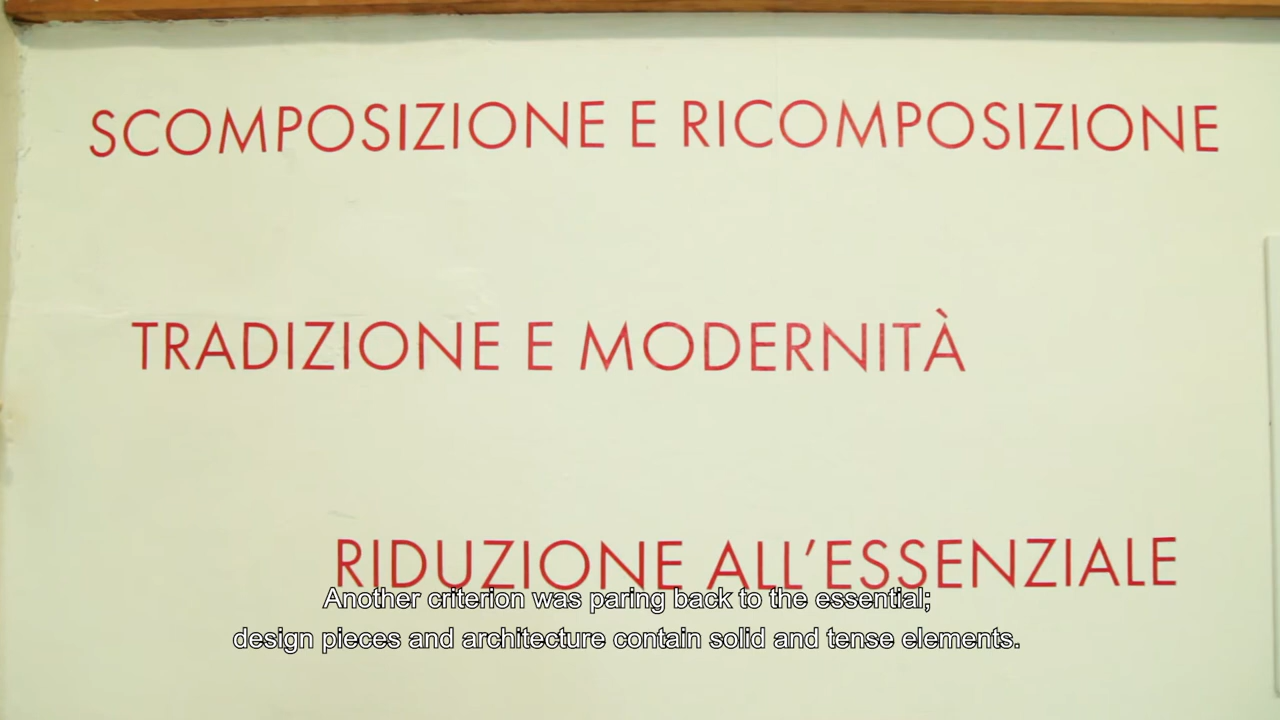 SCOMPOSIZIONE E RICOMPOSIZIONE
TRADIZIONE E MODERNITÀ
RIDUZIONE ALL’ESSENZIALE
Another criterion was paring back to the essential;
design pieces and architecture contain solid and tense elements.